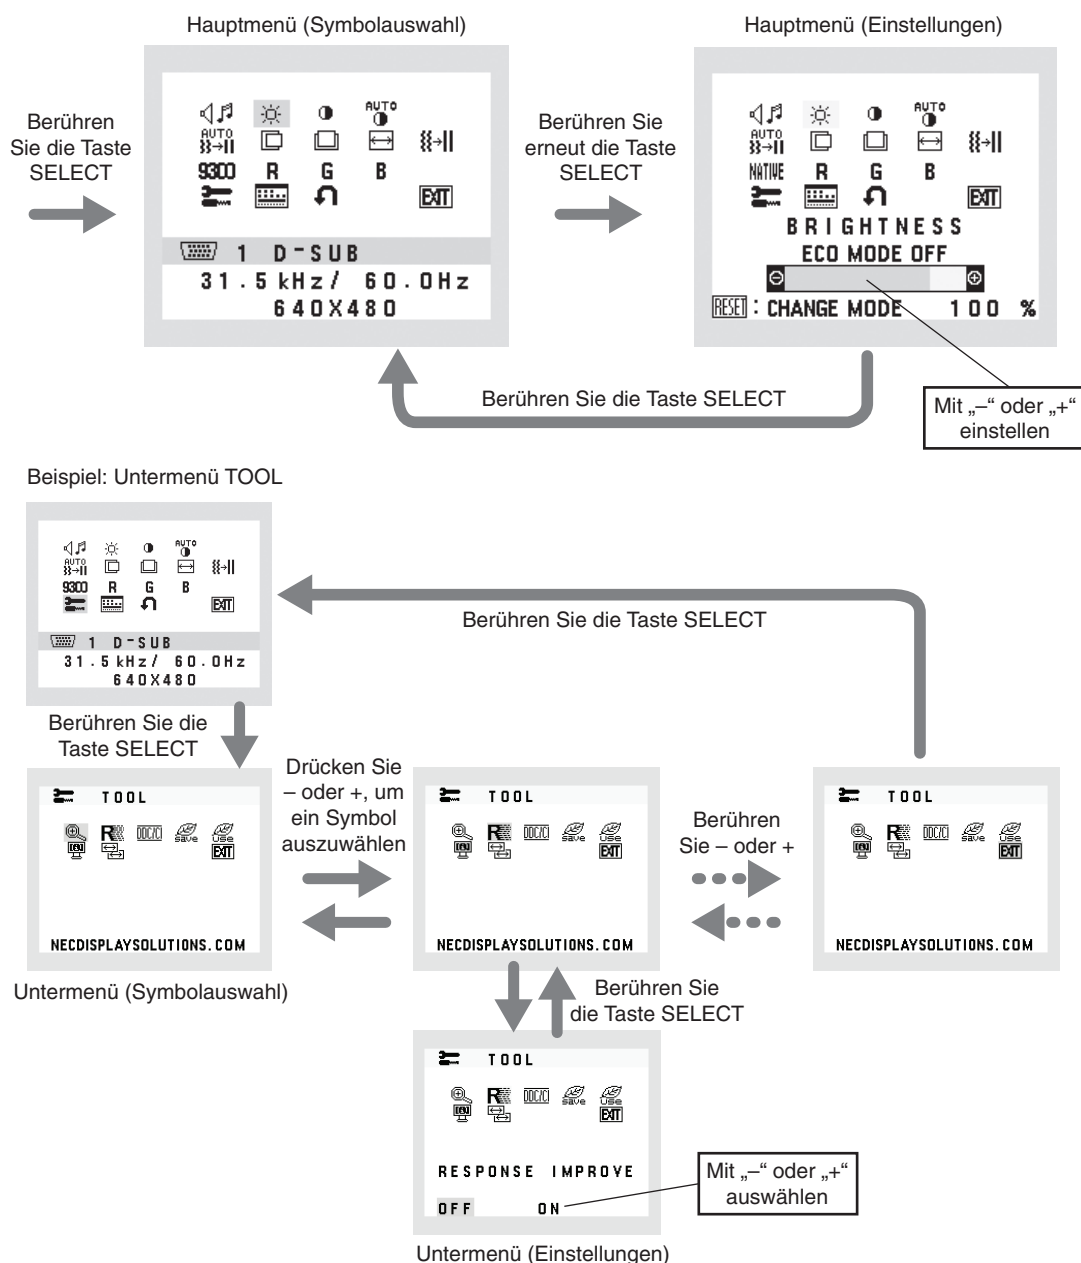 Hauptmenü (Symbolauswahl)
Hauptmenü (Einstellungen)
Berühren
Sie die Taste
SELECT
AUTO
AUTO
9300 R G B
EXIT
1 D-SUB
31.5 kHz/ 60.0Hz
640X480
Berühren Sie
erneut die Taste
SELECT
AUTO
AUTO
NATIVE R G B
EXIT
BRIGHTNESS
ECO MODE OFF
RESET : CHANGE MODE 100 %
Berühren Sie die Taste SELECT
Mit „–“ oder „+“
einstellen
Beispiel: Untermenü TOOL
AUTO
AUTO
9300 R G B
EXIT
1 D-SUB
31.5 kHz/ 60.0Hz
640X480
Berühren Sie die Taste SELECT
Berühren Sie die
Taste SELECT
TOOL
R DDC/CI save use
EXIT
NECDISPLAYSOLUTIONS.COM
Untermenü (Symbolauswahl)
Drücken Sie
– oder +, um
ein Symbol
auszuwählen
TOOL
R DDC/CI save use
EXIT
NECDISPLAYSOLUTIONS.COM
Berühren
Sie – oder +
TOOL
R DDC/CI save use
EXIT
NECDISPLAYSOLUTIONS.COM
Berühren Sie
die Taste SELECT
TOOL
R DDC/CI save use
EXIT
RESPONSE IMPROVE
OFF ON
Mit „–“ oder „+“
auswählen
Untermenü (Einstellungen)